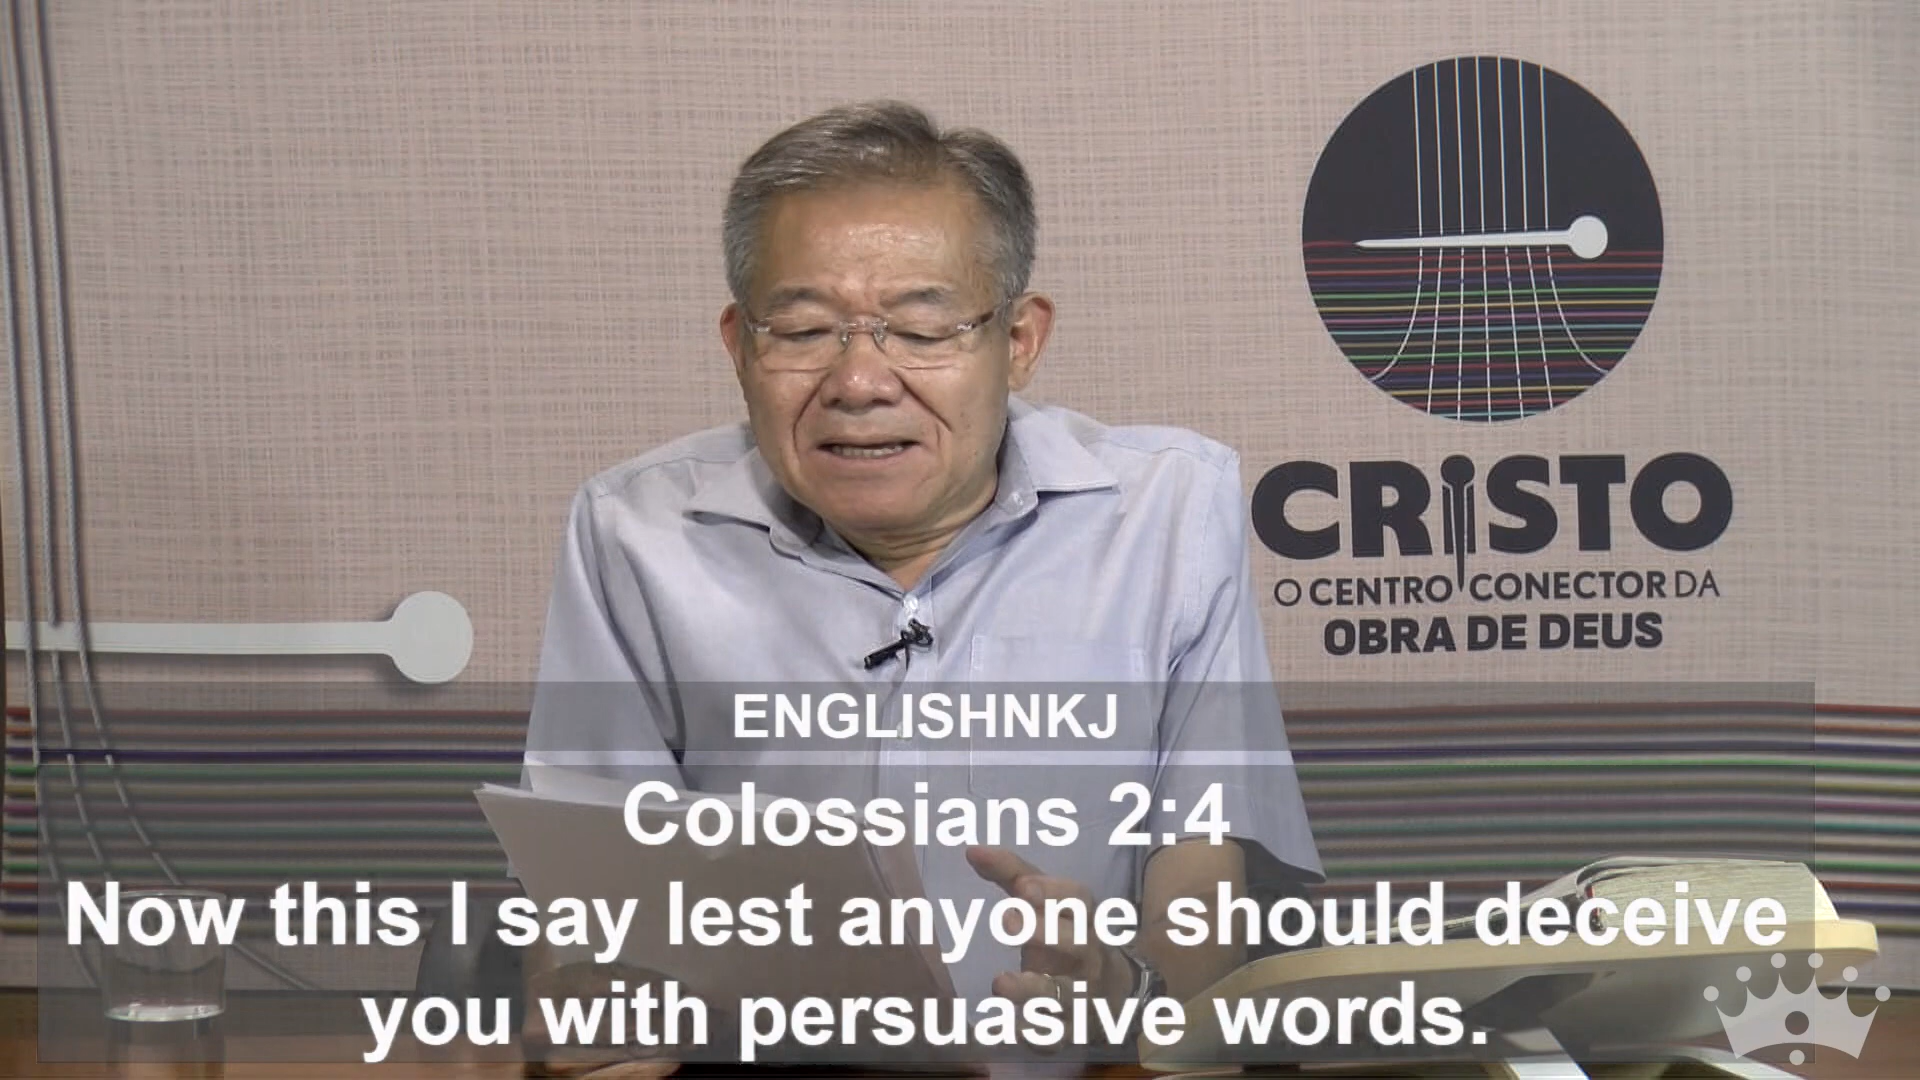 CRISTO
O CENTRO CONECTOR DA
OBRA DE DEUS
ENGLISHNKJ
Colossians 2:4
Now this I say lest anyone should deceive
you with persuasive words.